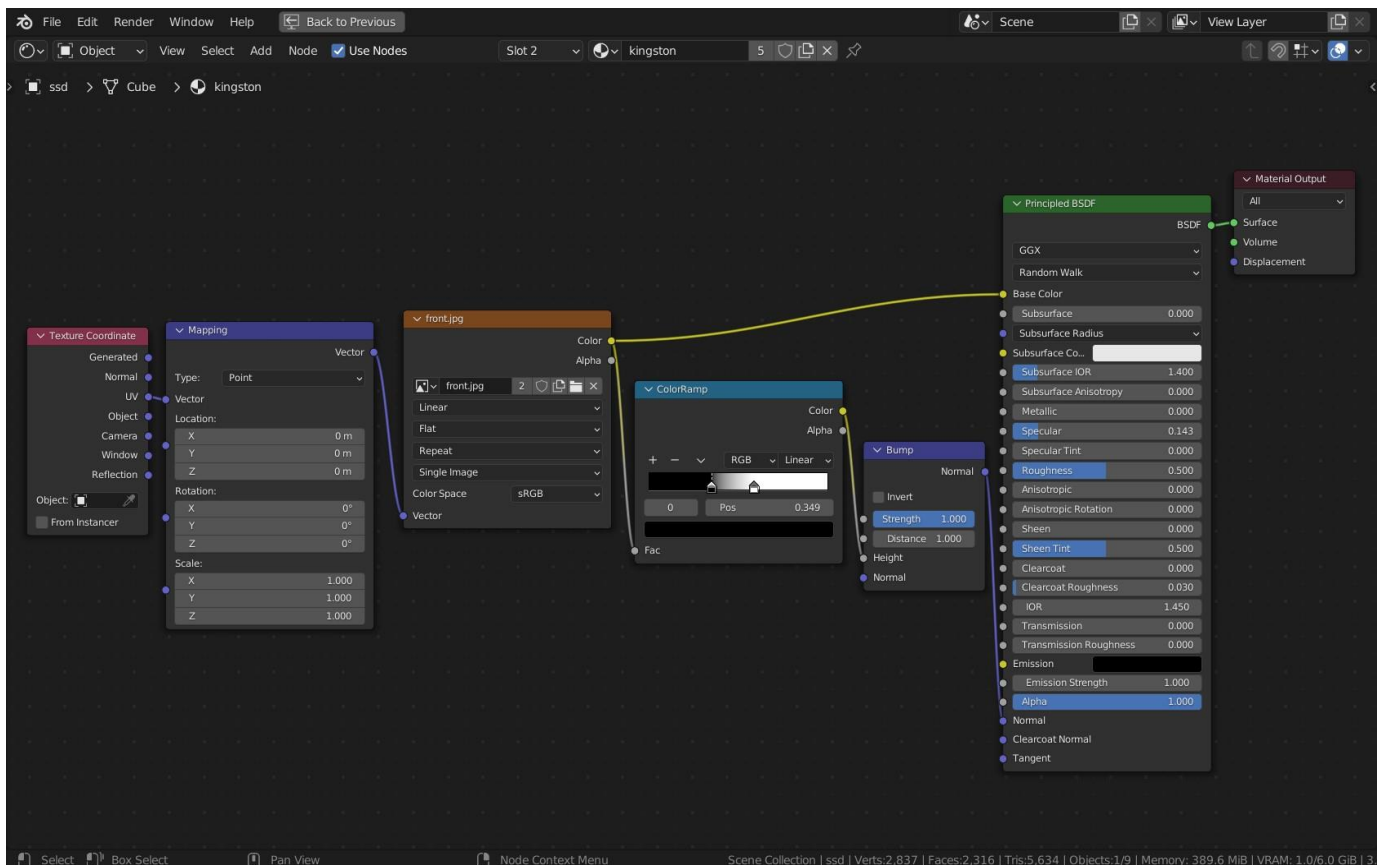 File Edit Render Window Help Back to Previous Scene View Layer
Object View Select Add Node Use Nodes Slot 2 kingston 5
ssd > Cube > kingston
Texture Coordinate
Generated
Normal
UV
Object
Camera
Window
Reflection
Object:
From Instancer
Mapping
Vector
Type: Point
Vector
Location:
X 0 m
Y 0 m
Z 0 m
Rotation:
X 0°
Y 0°
Z 0°
Scale:
X 1.000
Y 1.000
Z 1.000
front.jpg
Color
Alpha
front.jpg 2
Linear
Flat
Repeat
Single Image
Color Space sRGB
Vector
ColorRamp
Color
Alpha
+ − RGB Linear
0 Pos 0.349
Fac
Bump
Normal
Invert
Strength 1.000
Distance 1.000
Height
Normal
Principled BSDF
BSDF
GGX
Random Walk
Base Color
Subsurface 0.000
Subsurface Radius
Subsurface Co...
Subsurface IOR 1.400
Subsurface Anisotropy 0.000
Metallic 0.000
Specular 0.143
Specular Tint 0.000
Roughness 0.500
Anisotropic 0.000
Anisotropic Rotation 0.000
Sheen 0.000
Sheen Tint 0.500
Clearcoat 0.000
Clearcoat Roughness 0.030
IOR 1.450
Transmission 0.000
Transmission Roughness 0.000
Emission
Emission Strength 1.000
Alpha 1.000
Normal
Clearcoat Normal
Tangent
Material Output
All
Surface
Volume
Displacement
Select Box Select Pan View Node Context Menu Scene Collection | ssd | Verts:2,837 | Faces:2,316 | Tris:5,634 | Objects:1/9 | Memory: 389.6 MiB | VRAM: 1.0/6.0 GiB |